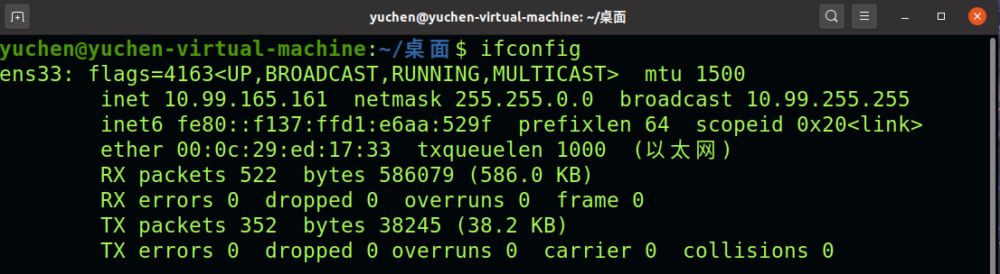 yuchen@yuchen-virtual-machine: ~/桌面
yuchen@yuchen-virtual-machine:~/桌面$ ifconfig
ens33: flags=4163<UP,BROADCAST,RUNNING,MULTICAST>  mtu 1500
        inet 10.99.165.161  netmask 255.255.0.0  broadcast 10.99.255.255
        inet6 fe80::f137:ffd1:e6aa:529f  prefixlen 64  scopeid 0x20<link>
        ether 00:0c:29:ed:17:33  txqueuelen 1000  (以太网)
        RX packets 522  bytes 586079 (586.0 KB)
        RX errors 0  dropped 0  overruns 0  frame 0
        TX packets 352  bytes 38245 (38.2 KB)
        TX errors 0  dropped 0 overruns 0  carrier 0  collisions 0